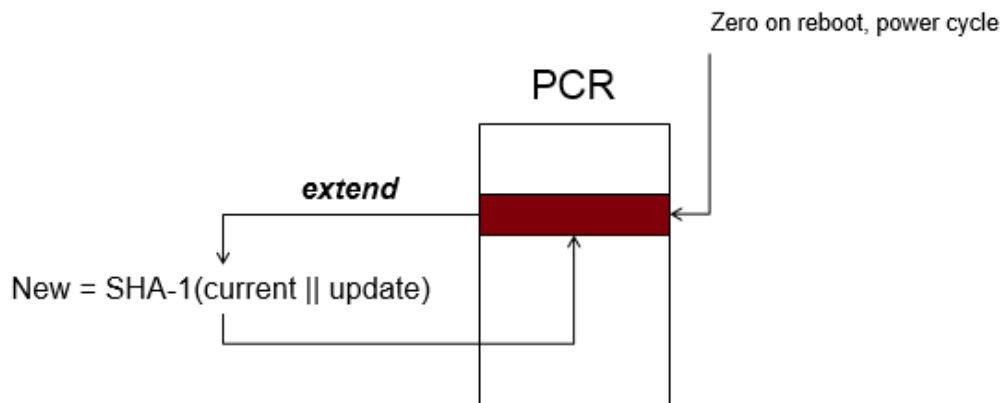 Zero on reboot, power cycle
PCR
extend
New = SHA-1(current || update)